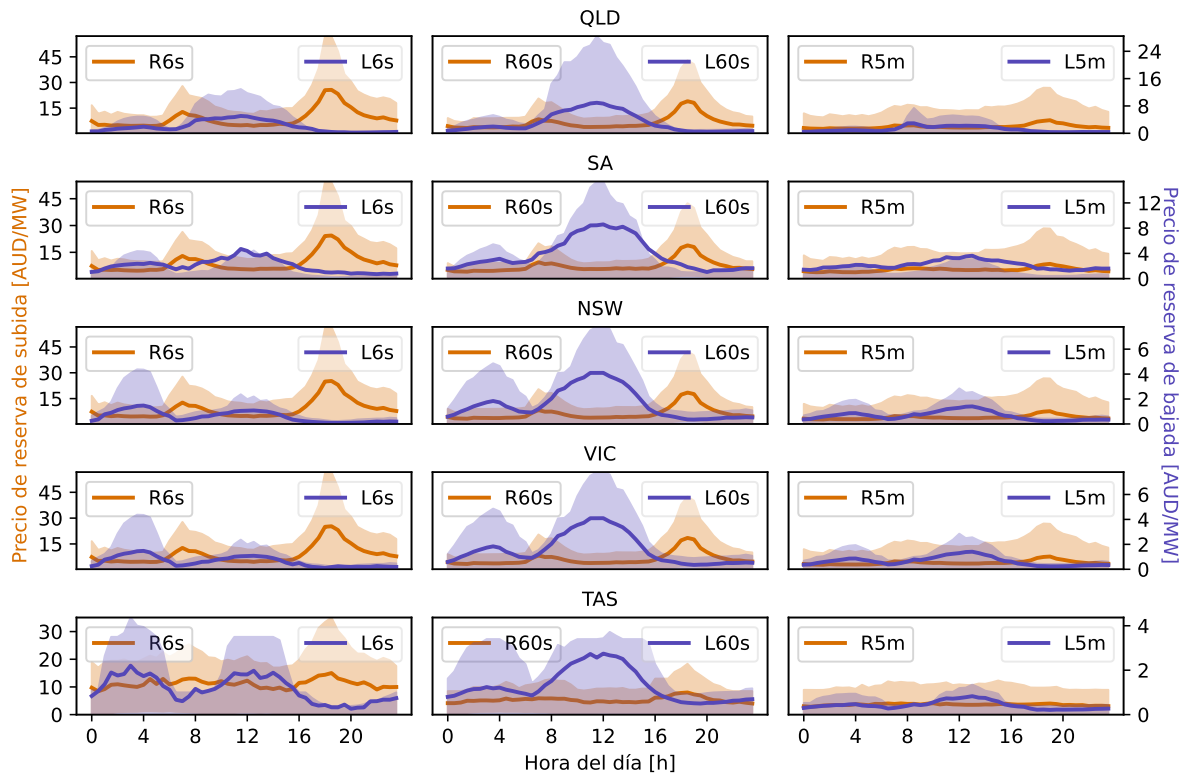 QLD
45
30
15
R6s L6s
R60s L60s
R5m L5m
24
16
8
0
SA
45
30
15
R6s L6s
R60s L60s
R5m L5m
12
8
4
0
NSW
45
30
15
R6s L6s
R60s L60s
R5m L5m
6
4
2
0
VIC
45
30
15
R6s L6s
R60s L60s
R5m L5m
6
4
2
0
TAS
30
20
10
0
R6s L6s
R60s L60s
R5m L5m
4
2
0
0 4 8 12 16 20 0 4 8 12 16 20 0 4 8 12 16 20
Hora del día [h]
Precio de reserva de subida [AUD/MW]
Precio de reserva de bajada [AUD/MW]